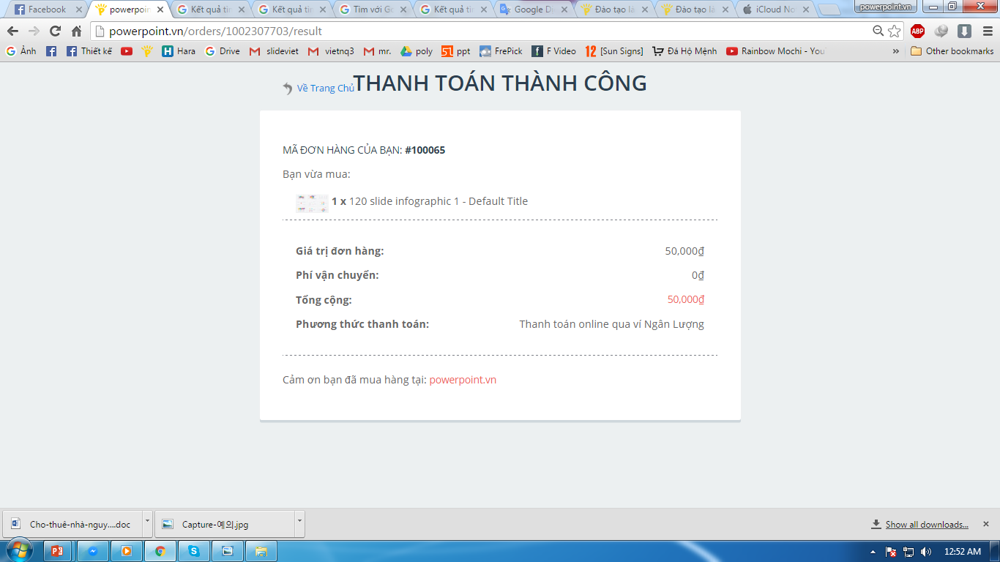 Facebook
powerpoin
Kết quả tìn
Kết quả tìn
Tìm với Go
Kết quả tìn
Google D
Đào tạo là
Đào tạo là
iCloud No
powerpoint.vn
powerpoint.vn/orders/1002307703/result
ABP
Ảnh
Thiết kế
Hara
Drive
slideviet
vietnq3
mr.
poly
ppt
FrePick
F Video
[Sun Signs]
Đá Hộ Mệnh
Rainbow Mochi - You
»
Other bookmarks
Về Trang Chủ
THANH TOÁN THÀNH CÔNG
MÃ ĐƠN HÀNG CỦA BẠN: #100065
Bạn vừa mua:
1 x 120 slide infographic 1 - Default Title
Giá trị đơn hàng: 50,000₫
Phí vận chuyển: 0₫
Tổng cộng: 50,000₫
Phương thức thanh toán: Thanh toán online qua ví Ngân Lượng
Cảm ơn bạn đã mua hàng tại: powerpoint.vn
Cho-thuê-nhà-nguy....doc
Capture-예의.jpg
Show all downloads...
12:52 AM